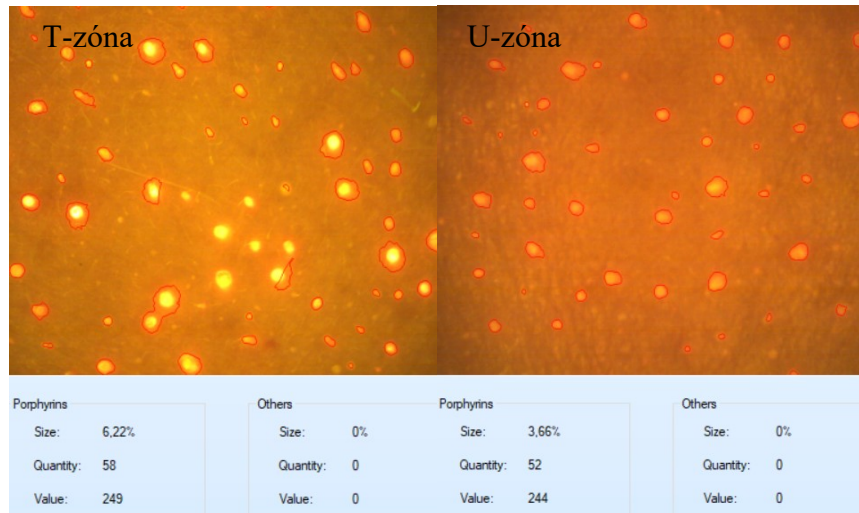 T-zóna U-zóna
Porphyrins Others Porphyrins Others
Size: 6,22% Size: 0% Size: 3,66% Size: 0%
Quantity: 58 Quantity: 0 Quantity: 52 Quantity: 0
Value: 249 Value: 0 Value: 244 Value: 0